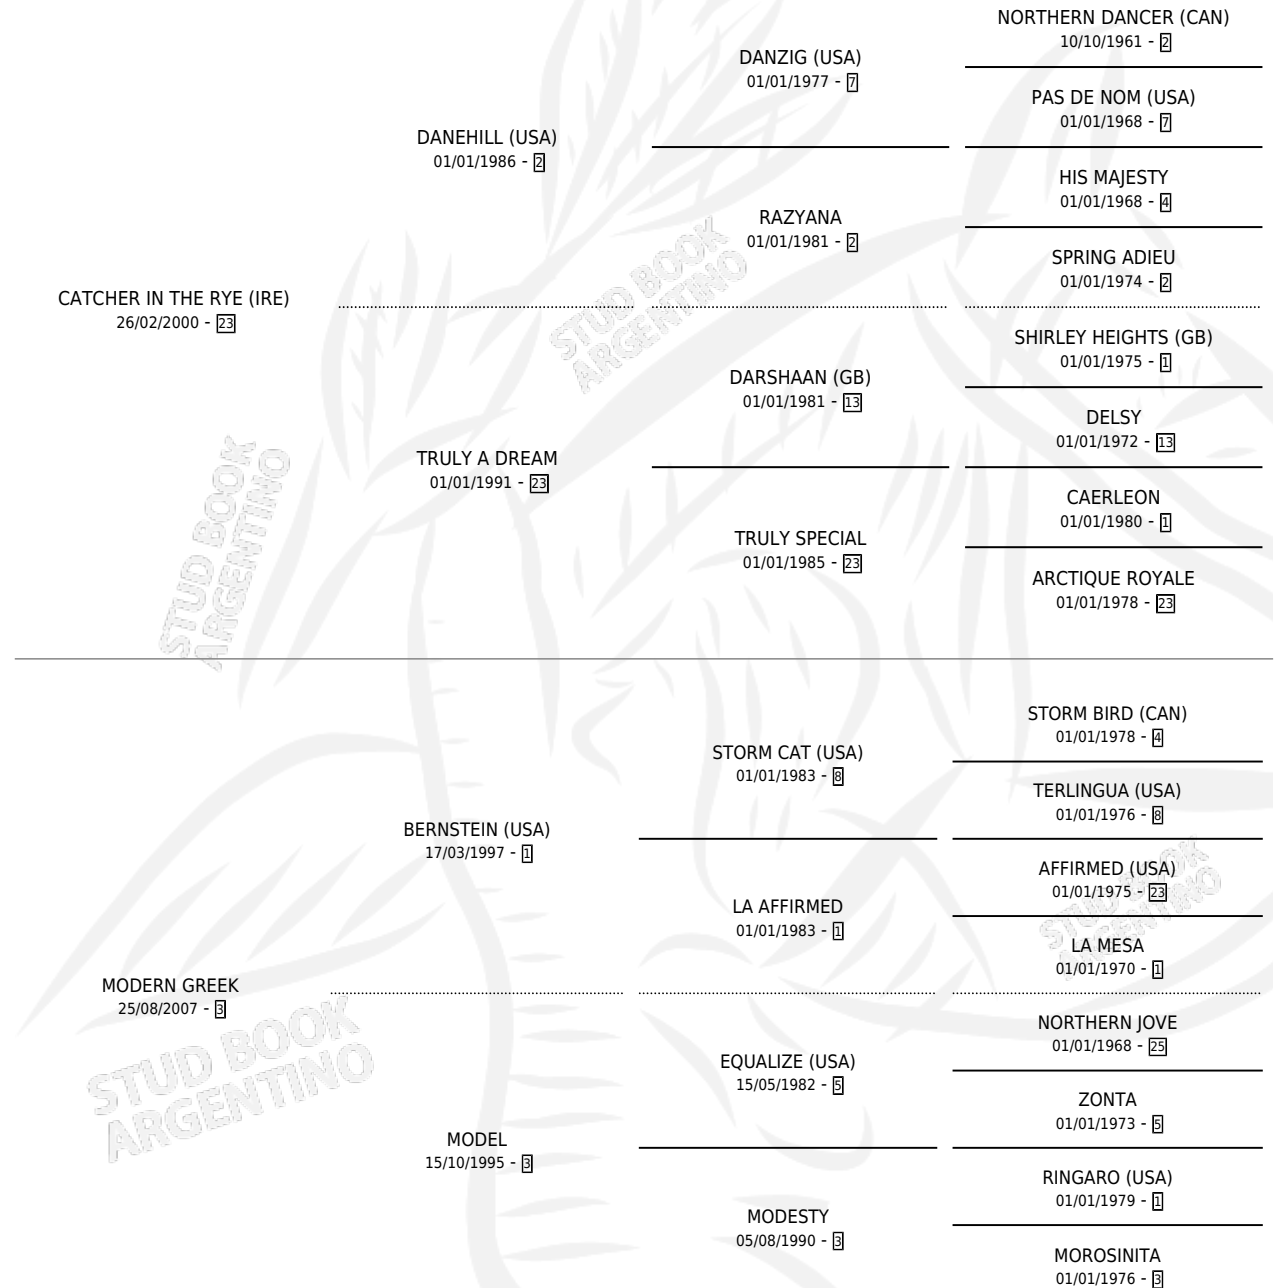 NORTHERN DANCER (CAN)
10/10/1961 - 2
DANZIG (USA)
01/01/1977 - 7
PAS DE NOM (USA)
01/01/1968 - 7
DANEHILL (USA)
01/01/1986 - 2
HIS MAJESTY
01/01/1968 - 4
RAZYANA
01/01/1981 - 2
SPRING ADIEU
01/01/1974 - 2
CATCHER IN THE RYE (IRE)
26/02/2000 - 23
SHIRLEY HEIGHTS (GB)
01/01/1975 - 1
DARSHAAN (GB)
01/01/1981 - 13
DELSY
01/01/1972 - 13
TRULY A DREAM
01/01/1991 - 23
CAERLEON
01/01/1980 - 1
TRULY SPECIAL
01/01/1985 - 23
ARCTIQUE ROYALE
01/01/1978 - 23
STORM BIRD (CAN)
01/01/1978 - 4
STORM CAT (USA)
01/01/1983 - 8
TERLINGUA (USA)
01/01/1976 - 8
BERNSTEIN (USA)
17/03/1997 - 1
AFFIRMED (USA)
01/01/1975 - 23
LA AFFIRMED
01/01/1983 - 1
LA MESA
01/01/1970 - 1
MODERN GREEK
25/08/2007 - 3
NORTHERN JOVE
01/01/1968 - 25
EQUALIZE (USA)
15/05/1982 - 5
ZONTA
01/01/1973 - 5
MODEL
15/10/1995 - 3
RINGARO (USA)
01/01/1979 - 1
MODESTY
05/08/1990 - 3
MOROSINITA
01/01/1976 - 3
STUD BOOK
ARGENTINO
STUD BOOK
ARGENTINO
STUD BOOK
ARGENTINO
STUD BOOK
ARGENTINO